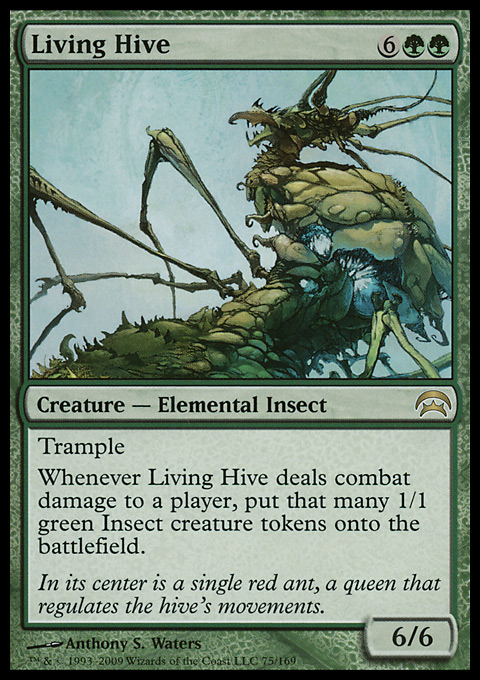 Living Hive 6
Creature — Elemental Insect
Trample
Whenever Living Hive deals combat
damage to a player, put that many 1/1
green Insect creature tokens onto the
battlefield.
In its center is a single red ant, a queen that
regulates the hive's movements.
Anthony S. Waters
6/6
™ & © 1993-2009 Wizards of the Coast LLC 75/169